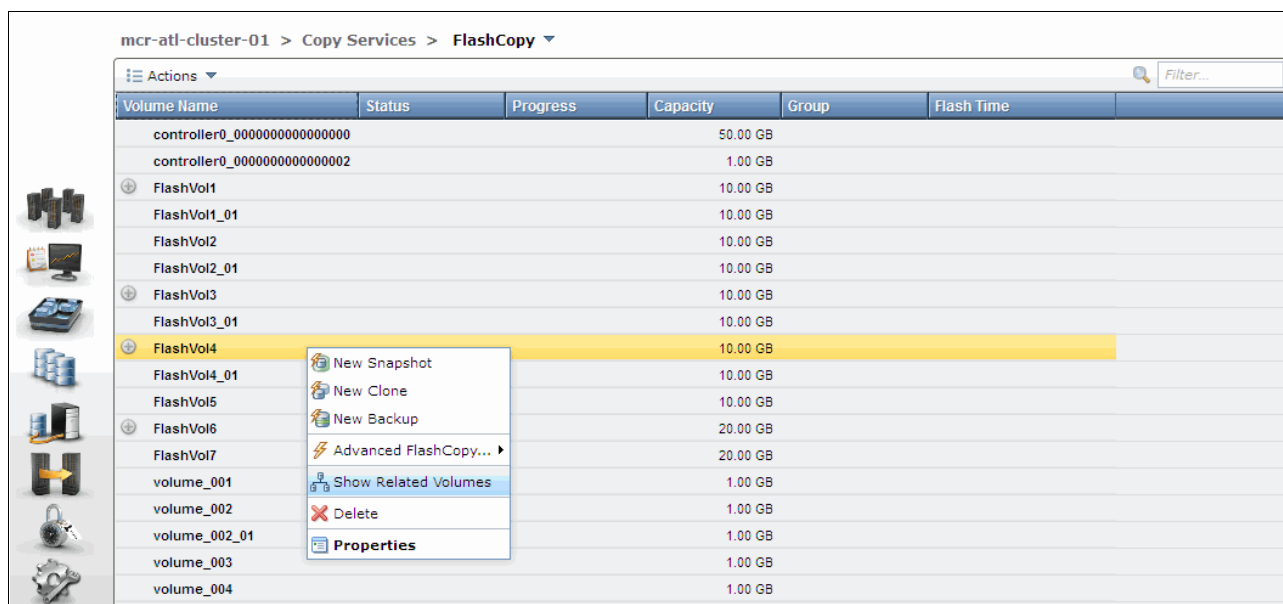 mcr-atl-cluster-01 > Copy Services > FlashCopy
Actions
Filter...
Volume Name Status Progress Capacity Group Flash Time
controller0_0000000000000000 50.00 GB
controller0_0000000000000002 1.00 GB
FlashVol1 10.00 GB
FlashVol1_01 10.00 GB
FlashVol2 10.00 GB
FlashVol2_01 10.00 GB
FlashVol3 10.00 GB
FlashVol3_01 10.00 GB
FlashVol4 10.00 GB
FlashVol4_01 10.00 GB
FlashVol5 10.00 GB
FlashVol6 20.00 GB
FlashVol7 20.00 GB
volume_001 1.00 GB
volume_002 1.00 GB
volume_002_01 1.00 GB
volume_003 1.00 GB
volume_004 1.00 GB
New Snapshot
New Clone
New Backup
Advanced FlashCopy...
Show Related Volumes
Delete
Properties